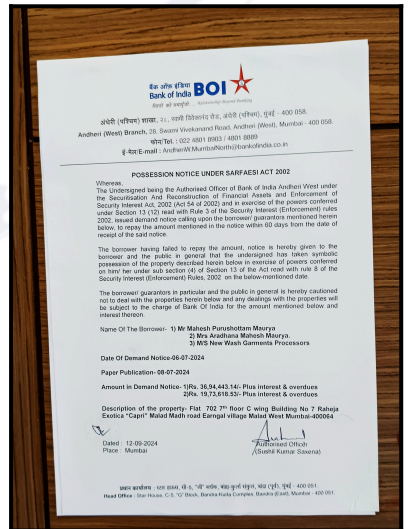 बैंक ऑफ़ इंडिया
Bank of India BOI
Relationship beyond banking
अंधेरी (पश्चिम) शाखा, २८, स्वामी विवेकानंद रोड, अंधेरी (पश्चिम), मुंबई - 400 058.
Andheri (West) Branch, 28, Swami Vivekanand Road, Andheri (West), Mumbai - 400 058.
फोन/Tel. : 022 4801 8903 / 4801 8889
ई-मेल/E-mail : AndheriW.MumbaiNorth@bankofindia.co.in
POSSESSION NOTICE UNDER SARFAESI ACT 2002
Whereas,
The Undersigned being the Authorised Officer of Bank of India Andheri West under
the Securitisation And Reconstruction of Financial Assets and Enforcement of
Security Interest Act, 2002 (Act 54 of 2002) and in exercise of the powers conferred
under Section 13 (12) read with Rule 3 of the Security Interest (Enforcement) rules
2002, issued demand notice calling upon the borrower/ guarantors mentioned herein
below, to repay the amount mentioned in the notice within 60 days from the date of
receipt of the said notice.
The borrower having failed to repay the amount, notice is hereby given to the
borrower and the public in general that the undersigned has taken symbolic
possession of the property described herein below in exercise of powers conferred
on him/ her under sub section (4) of Section 13 of the Act read with rule 8 of the
Security Interest (Enforcement) Rules, 2002 on the below-mentioned date.
The borrower/ guarantors in particular and the public in general is hereby cautioned
not to deal with the properties herein below and any dealings with the properties will
be subject to the charge of Bank Of India for the amount mentioned below and
interest thereon.
Name Of The Borrower- 1) Mr Mahesh Purushottam Maurya
2) Mrs Aradhana Mahesh Maurya.
3) M/S New Wash Garments Processors
Date Of Demand Notice-06-07-2024
Paper Publication- 08-07-2024
Amount in Demand Notice- 1)Rs. 36,94,443.14/- Plus interest & overdues
2)Rs. 19,73,618.53/- Plus interest & overdues
Description of the property- Flat 702 7th floor C wing Building No 7 Raheja
Exotica "Capri" Malad Madh road Earngal village Malad West Mumbai-400064
Dated : 12-09-2024
Place : Mumbai
Authorised Officer
(Sushil Kumar Saxena)
प्रधान कार्यालय : स्टार हाऊस, सी-5, "जी" ब्लॉक, बांद्रा-कुर्ला संकुल, बांद्रा (पूर्व), मुंबई - 400 051.
Head Office : Star House, C-5, "G" Block, Bandra Kurla Complex, Bandra (East), Mumbai - 400 051.